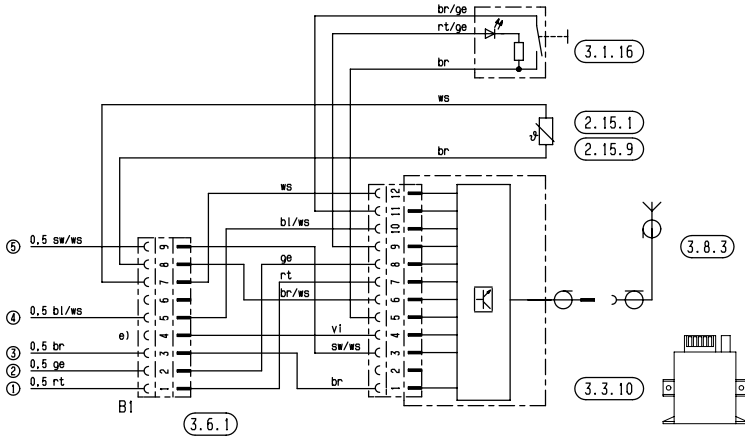 br/ge
rt/ge
3.1.16
br
ws
2.15.1
ϑ
2.15.9
br
ws
12
11
bl/ws
10
⑤ 0,5 sw/ws
9
9
3.8.3
8
ge
8
7
rt
7
6
br/ws
6
④ 0,5 bl/ws
5
5
e)
4
vi
4
③ 0,5 br
3
sw/ws
3
② 0,5 ge
2
2
① 0,5 rt
1
br
1
3.3.10
B1
3.6.1